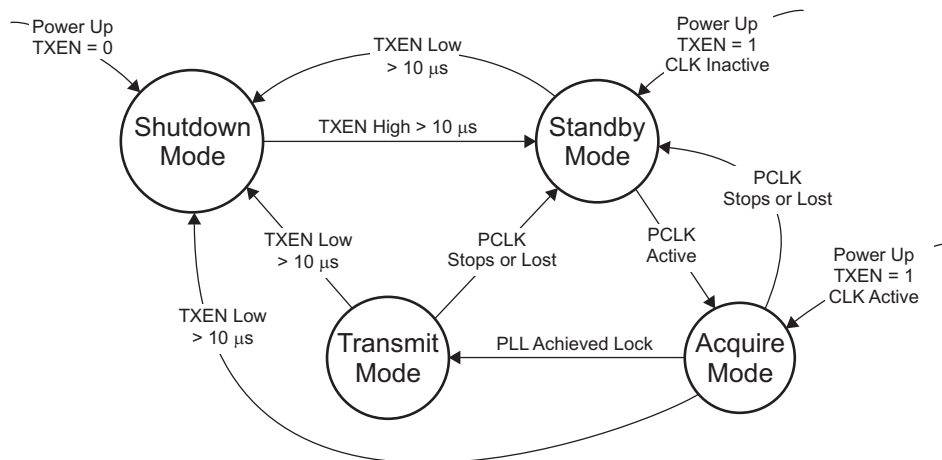 Power Up
TXEN = 0
TXEN Low
> 10 μs
Power Up
TXEN = 1
CLK Inactive
Shutdown
Mode
TXEN High > 10 μs
Standby
Mode
PCLK
Stops or Lost
TXEN Low
> 10 μs
PCLK
Stops or Lost
PCLK
Active
Power Up
TXEN = 1
CLK Active
TXEN Low
> 10 μs
Transmit
Mode
PLL Achieved Lock
Acquire
Mode